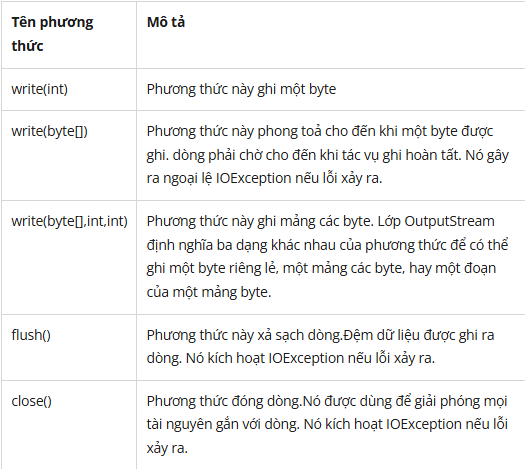 Tên phương
thức
Mô tả
write(int)
Phương thức này ghi một byte
write(byte[])
Phương thức này phong toả cho đến khi một byte được
ghi. dòng phải chờ cho đến khi tác vụ ghi hoàn tất. Nó gây
ra ngoại lệ IOException nếu lỗi xảy ra.
write(byte[],int,int)
Phương thức này ghi mảng các byte. Lớp OutputStream
định nghĩa ba dạng khác nhau của phương thức để có thể
ghi một byte riêng lẻ, một mảng các byte, hay một đoạn
của một mảng byte.
flush()
Phương thức này xả sạch dòng.Đệm dữ liệu được ghi ra
dòng. Nó kích hoạt IOException nếu lỗi xảy ra.
close()
Phương thức đóng dòng.Nó được dùng để giải phóng mọi
tài nguyên gắn với dòng. Nó kích hoạt IOException nếu lỗi
xảy ra.